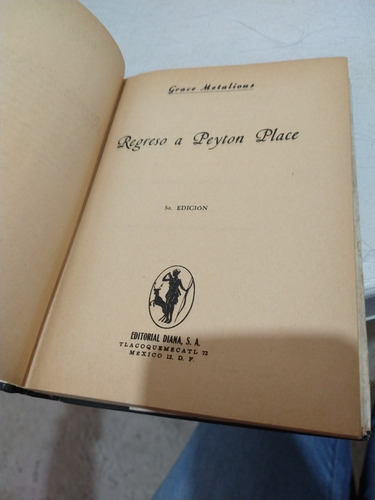 Grace Metalious
Regreso a Peyton Place
5a. EDICION
EDITORIAL DIANA, S. A.
TLACOQUEMECATL 73
MEXICO 12, D. F.